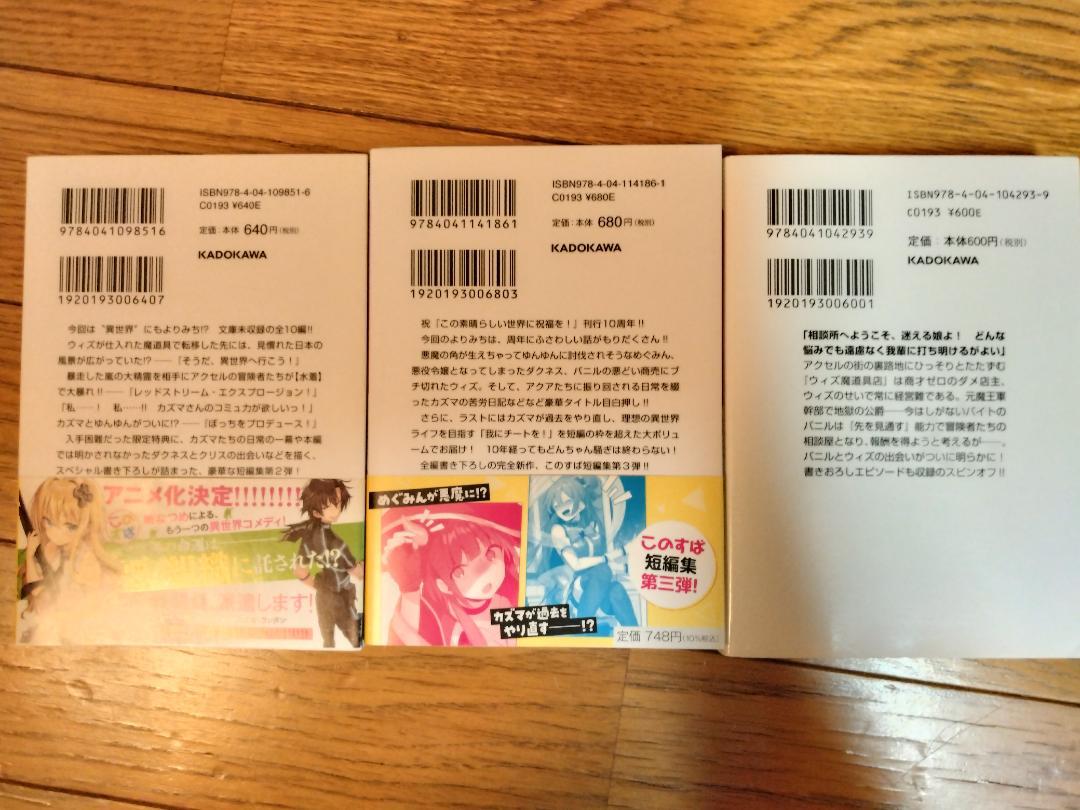 9784041098516
ISBN978-4-04-109851-6
C0193 ¥640E
定価：本体 640円(税別)
KADOKAWA
1920193006407
今回は“異世界”にもよりみち!? 文庫未収録の全10編!!
ウィズが仕入れた魔道具で転移した先には、見慣れた日本の
風景が広がっていた!?――『そうだ、異世界へ行こう！』
暴走した嵐の大精霊を相手にアクセルの冒険者たちが【水着】
で大暴れ!!――『レッドストリーム・エクスプロージョン！』
「私……！ 私……!! カズマさんのコミュ力が欲しいっ！」
カズマとゆんゆんがついに!?――『ぼっちをプロデュース！』
入手困難だった限定特典に、カズマたちの日常の一幕や本編
では明かされなかったダクネスとクリスの出会いなどを描く、
スペシャル書き下ろしが詰まった、豪華な短編集第2弾！
アニメ化決定!!!!!!!!!
なつめによる、
もう一つの異世界コメディ!
に託された!?
します!
9784041141861
ISBN978-4-04-114186-1
C0193 ¥680E
定価：本体 680円(税別)
KADOKAWA
1920193006803
祝『この素晴らしい世界に祝福を！』刊行10周年!!
今回のよりみちは、周年にふさわしい話がもりだくさん!!
悪魔の角が生えちゃってゆんゆんに討伐されそうなめぐみん、
悪役令嬢となってしまったダクネス、バニルの悪どい商売にブ
チ切れたウィズ。そして、アクアたちに振り回される日常を綴
ったカズマの苦労日記などなど豪華タイトル目白押し!!
さらに、ラストにはカズマが過去をやり直し、理想の異世界
ライフを目指す『我にチートを！』を短編の枠を超えた大ボリュ
ームでお届け！ 10年経ってもどんちゃん騒ぎは終わらない！
全編書き下ろしの完全新作、このすば短編集第3弾!!
めぐみんが悪魔に!?
このすば
短編集
第三弾!
カズマが過去を
やり直す――!?
定価 748円(10%税込)
9784041042939
ISBN978-4-04-104293-9
C0193 ¥600E
定価：本体600円(税別)
KADOKAWA
1920193006001
「相談所へようこそ、迷える娘よ！ どんな
悩みでも遠慮なく我輩に打ち明けるがよい」
アクセルの街の裏路地にひっそりとたたずむ
『ウィズ魔道具店』は商才ゼロのダメ店主、
ウィズのせいで常に経営難である。元魔王軍
幹部で地獄の公爵――今はしがないバイトの
バニルは『先を見通す』能力で冒険者たちの
相談屋となり、報酬を得ようと考えるが――。
バニルとウィズの出会いがついに明らかに！
書きおろしエピソードも収録のスピンオフ!!